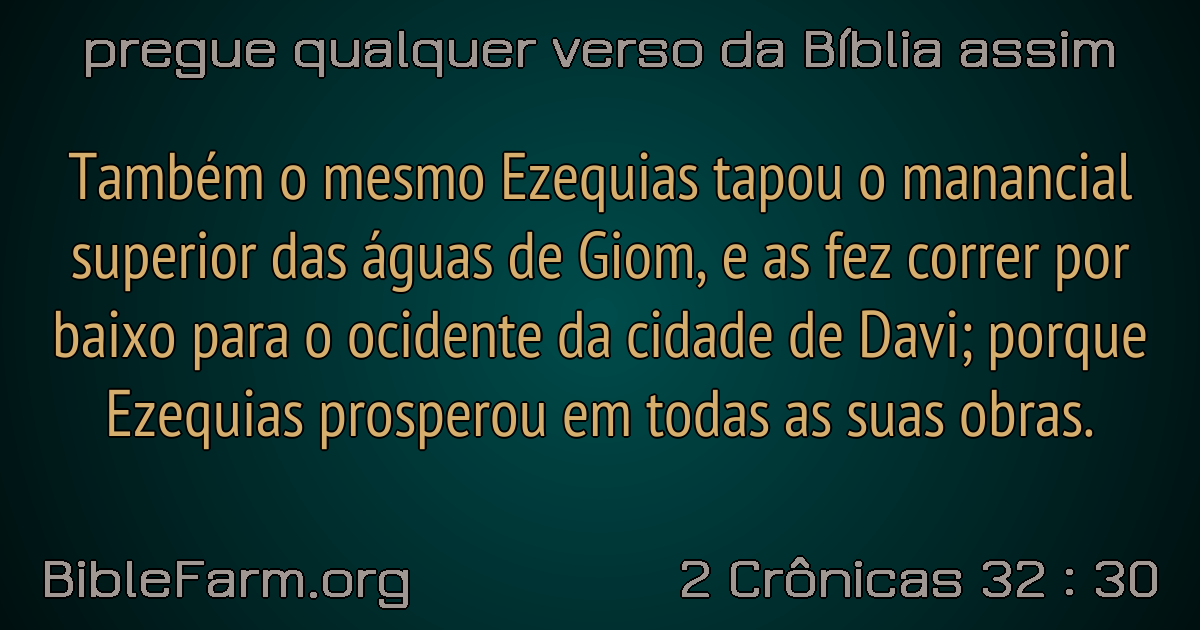 pregue qualquer verso da Bíblia assim
Também o mesmo Ezequias tapou o manancial
superior das águas de Giom, e as fez correr por
baixo para o ocidente da cidade de Davi; porque
Ezequias prosperou em todas as suas obras.
BibleFarm.org
2 Crônicas 32 : 30